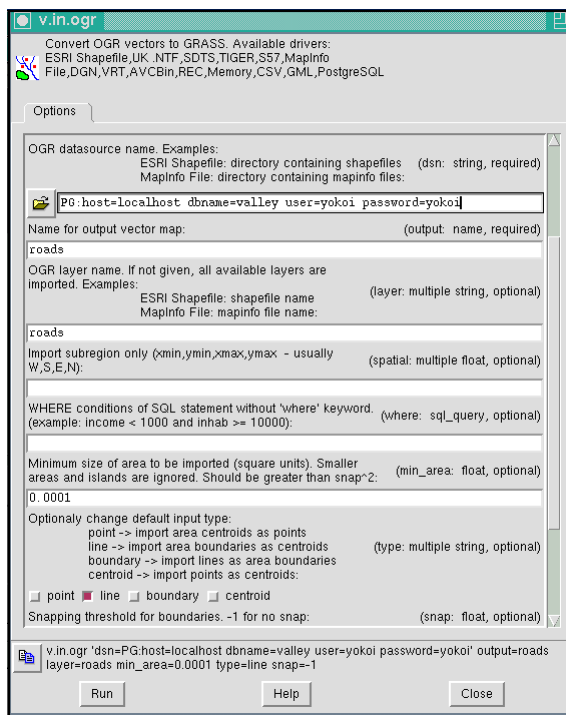 v.in.ogr
Convert OGR vectors to GRASS. Available drivers:
ESRI Shapefile,UK .NTF,SDTS,TIGER,S57,MapInfo
File,DGN,VRT,AVCBin,REC,Memory,CSV,GML,PostgreSQL
Options
OGR datasource name. Examples:
ESRI Shapefile: directory containing shapefiles (dsn: string, required)
MapInfo File: directory containing mapinfo files:
PG:host=localhost dbname=valley user=yokoi password=yokoi
Name for output vector map: (output: name, required)
roads
OGR layer name. If not given, all available layers are
imported. Examples:
ESRI Shapefile: shapefile name (layer: multiple string, optional)
MapInfo File: mapinfo file name:
roads
Import subregion only (xmin,ymin,xmax,ymax - usually
W,S,E,N): (spatial: multiple float, optional)
WHERE conditions of SQL statement without 'where' keyword.
(example: income < 1000 and inhab >= 10000): (where: sql_query, optional)
Minimum size of area to be imported (square units). Smaller
areas and islands are ignored. Should be greater than snap^2: (min_area: float, optional)
0.0001
Optionaly change default input type:
point -> import area centroids as points
line -> import area boundaries as centroids
boundary -> import lines as area boundaries (type: multiple string, optional)
centroid -> import points as centroids:
point line boundary centroid
Snapping threshold for boundaries. -1 for no snap: (snap: float, optional)
v.in.ogr 'dsn=PG:host=localhost dbname=valley user=yokoi password=yokoi' output=roads
layer=roads min_area=0.0001 type=line snap=-1
Run Help Close